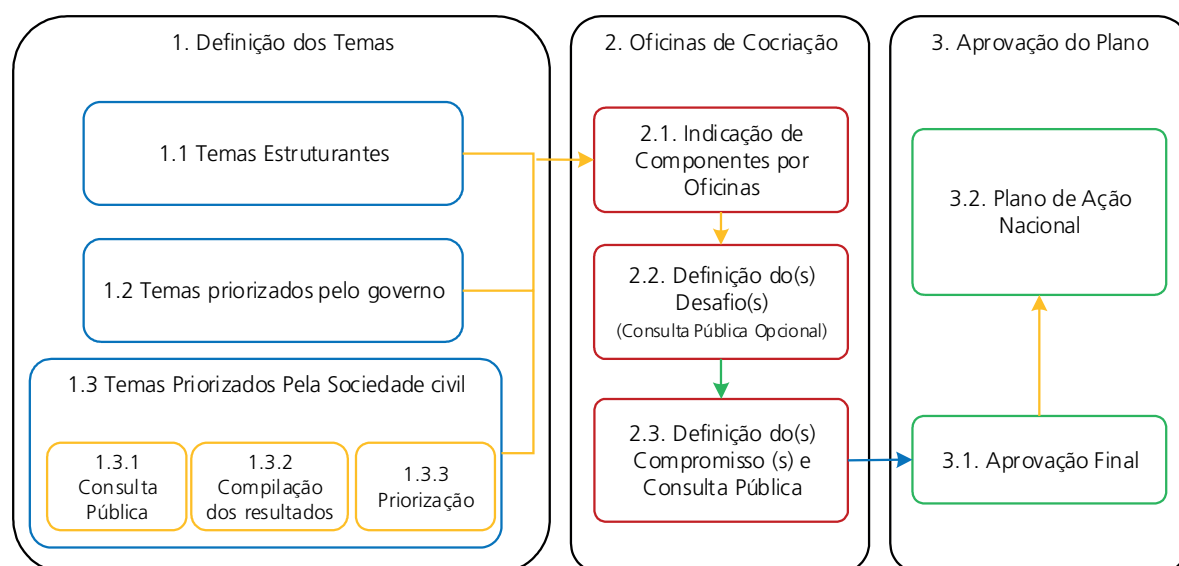 1. Definição dos Temas
1.1 Temas Estruturantes
1.2 Temas priorizados pelo governo
1.3 Temas Priorizados Pela Sociedade civil
1.3.1
Consulta
Pública
1.3.2
Compilação
dos resultados
1.3.3
Priorização
2. Oficinas de Cocriação
2.1. Indicação de
Componentes por
Oficinas
2.2. Definição do(s)
Desafio(s)
(Consulta Pública Opcional)
2.3. Definição do(s)
Compromisso (s) e
Consulta Pública
3. Aprovação do Plano
3.2. Plano de Ação
Nacional
3.1. Aprovação Final